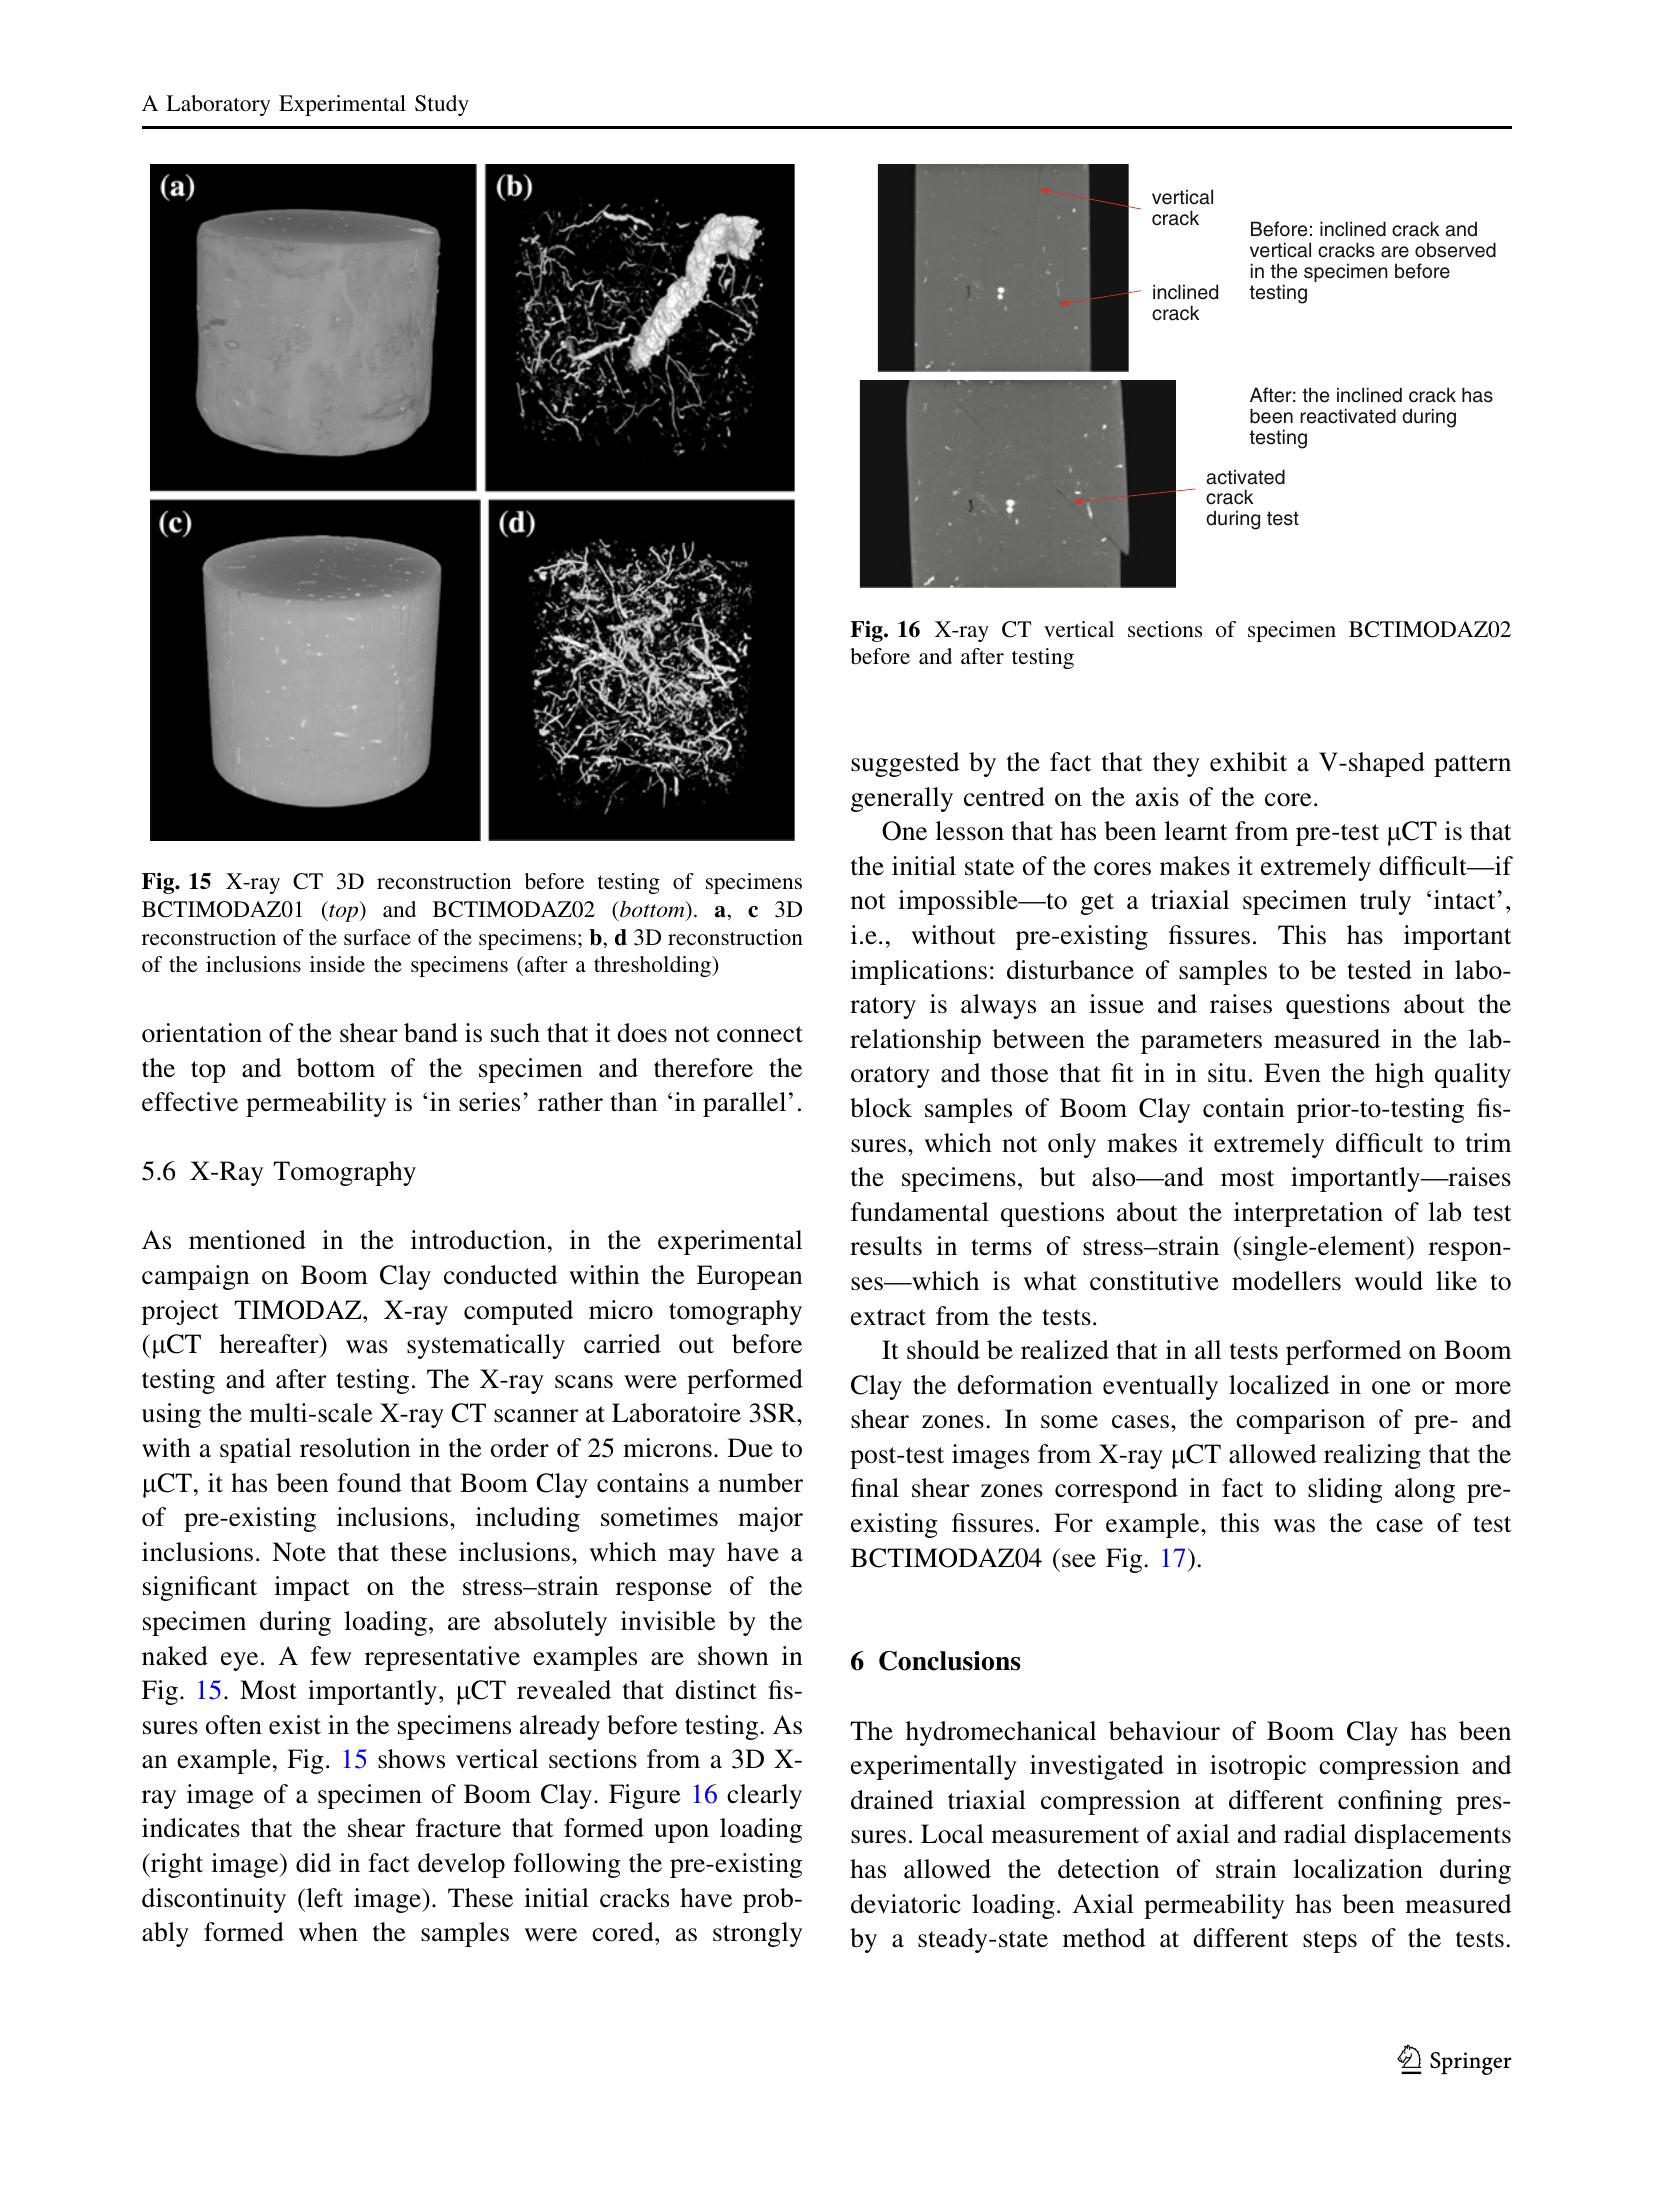 A Laboratory Experimental Study
(a)
(b)
(c)
(d)
Fig. 15 X-ray CT 3D reconstruction before testing of specimens
BCTIMODAZ01 (top) and BCTIMODAZ02 (bottom). a, c 3D
reconstruction of the surface of the specimens; b, d 3D reconstruction
of the inclusions inside the specimens (after a thresholding)
orientation of the shear band is such that it does not connect
the top and bottom of the specimen and therefore the
effective permeability is ‘in series’ rather than ‘in parallel’.
5.6 X-Ray Tomography
As mentioned in the introduction, in the experimental
campaign on Boom Clay conducted within the European
project TIMODAZ, X-ray computed micro tomography
(μCT hereafter) was systematically carried out before
testing and after testing. The X-ray scans were performed
using the multi-scale X-ray CT scanner at Laboratoire 3SR,
with a spatial resolution in the order of 25 microns. Due to
μCT, it has been found that Boom Clay contains a number
of pre-existing inclusions, including sometimes major
inclusions. Note that these inclusions, which may have a
significant impact on the stress–strain response of the
specimen during loading, are absolutely invisible by the
naked eye. A few representative examples are shown in
Fig. 15. Most importantly, μCT revealed that distinct fis-
sures often exist in the specimens already before testing. As
an example, Fig. 15 shows vertical sections from a 3D X-
ray image of a specimen of Boom Clay. Figure 16 clearly
indicates that the shear fracture that formed upon loading
(right image) did in fact develop following the pre-existing
discontinuity (left image). These initial cracks have prob-
ably formed when the samples were cored, as strongly
vertical
crack
inclined
crack
Before: inclined crack and
vertical cracks are observed
in the specimen before
testing
After: the inclined crack has
been reactivated during
testing
activated
crack
during test
Fig. 16 X-ray CT vertical sections of specimen BCTIMODAZ02
before and after testing
suggested by the fact that they exhibit a V-shaped pattern
generally centred on the axis of the core.
One lesson that has been learnt from pre-test μCT is that
the initial state of the cores makes it extremely difficult—if
not impossible—to get a triaxial specimen truly ‘intact’,
i.e., without pre-existing fissures. This has important
implications: disturbance of samples to be tested in labo-
ratory is always an issue and raises questions about the
relationship between the parameters measured in the lab-
oratory and those that fit in in situ. Even the high quality
block samples of Boom Clay contain prior-to-testing fis-
sures, which not only makes it extremely difficult to trim
the specimens, but also—and most importantly—raises
fundamental questions about the interpretation of lab test
results in terms of stress–strain (single-element) respon-
ses—which is what constitutive modellers would like to
extract from the tests.
It should be realized that in all tests performed on Boom
Clay the deformation eventually localized in one or more
shear zones. In some cases, the comparison of pre- and
post-test images from X-ray μCT allowed realizing that the
final shear zones correspond in fact to sliding along pre-
existing fissures. For example, this was the case of test
BCTIMODAZ04 (see Fig. 17).
6 Conclusions
The hydromechanical behaviour of Boom Clay has been
experimentally investigated in isotropic compression and
drained triaxial compression at different confining pres-
sures. Local measurement of axial and radial displacements
has allowed the detection of strain localization during
deviatoric loading. Axial permeability has been measured
by a steady-state method at different steps of the tests.
Springer